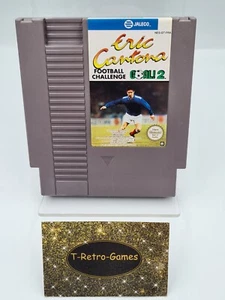 JALECO
Eric
Cantona
FOOTBALL
CHALLENGE
GOAL! 2
T-Retro-Games